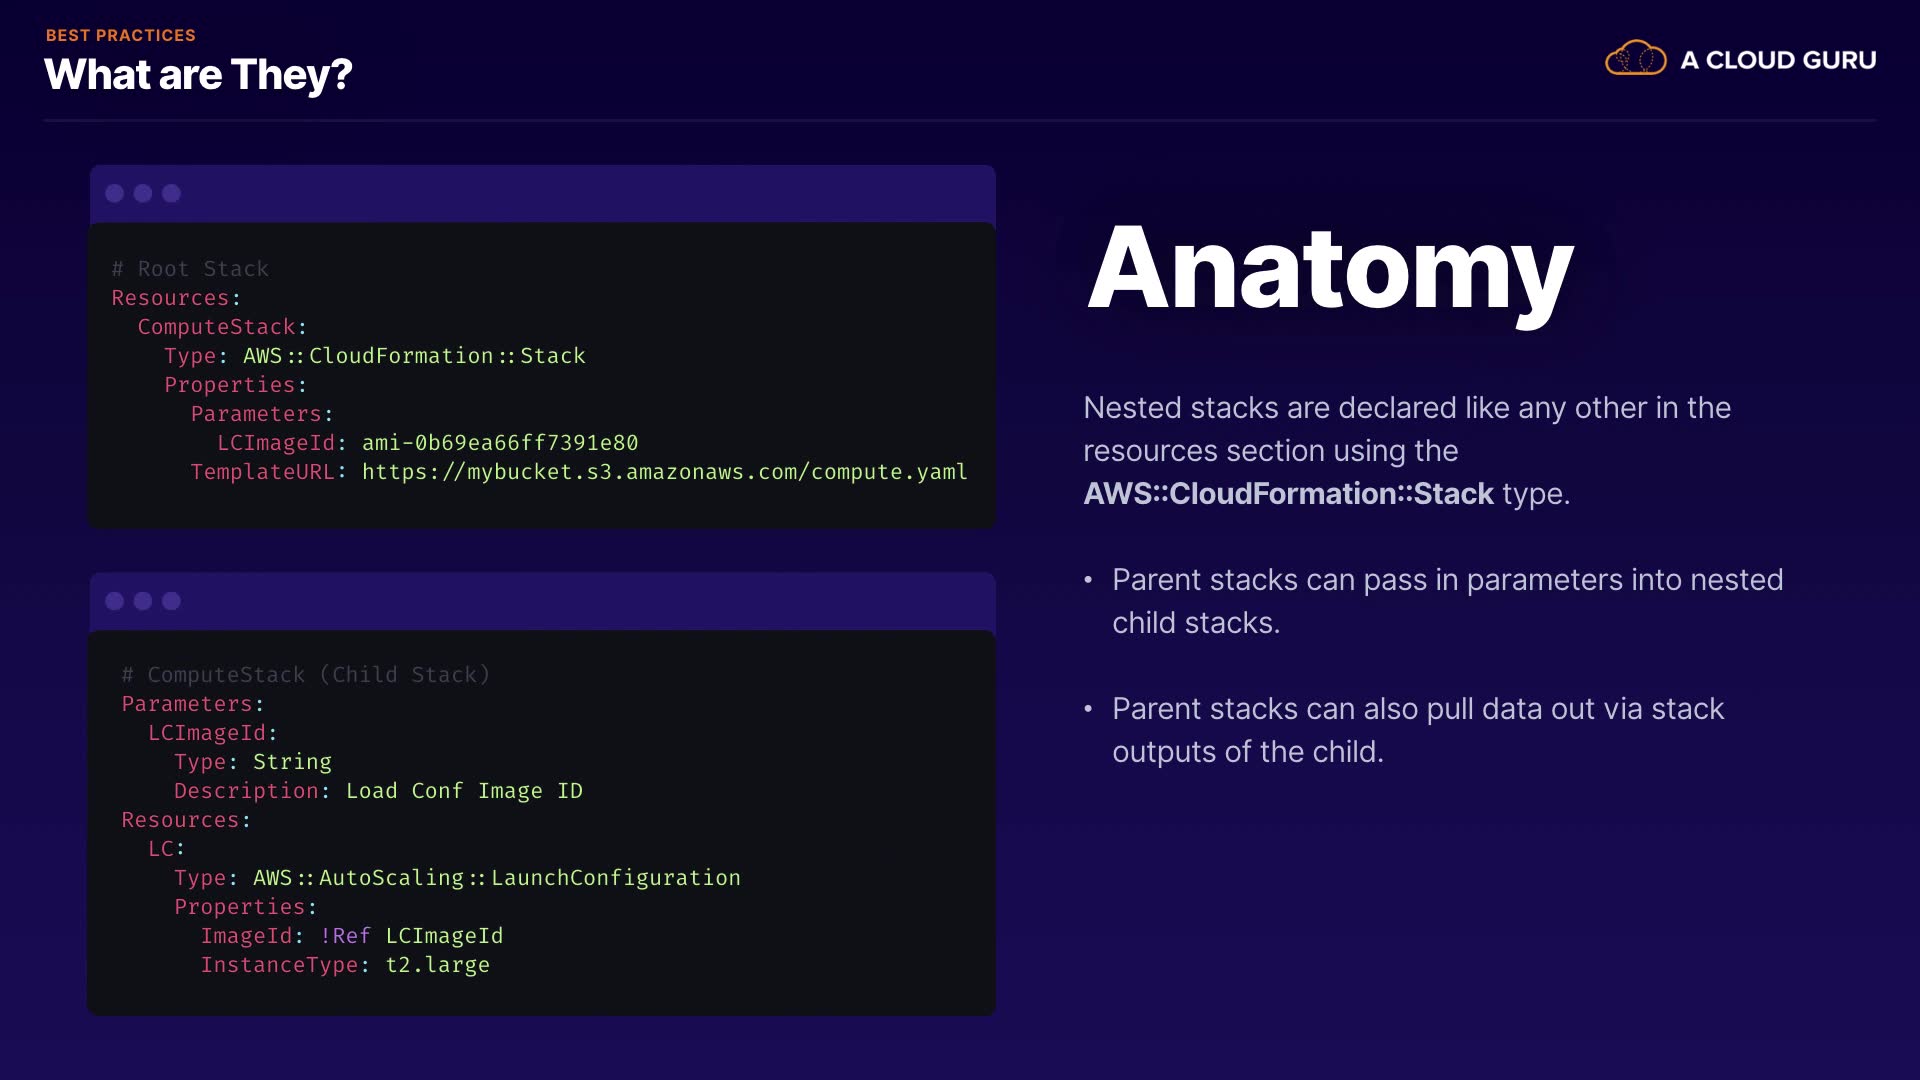 BEST PRACTICES
What are They?
A CLOUD GURU
# Root Stack
Resources:
  ComputeStack:
    Type: AWS::CloudFormation::Stack
    Properties:
      Parameters:
        LCImageId: ami-0b69ea66ff7391e80
      TemplateURL: https://mybucket.s3.amazonaws.com/compute.yaml
# ComputeStack (Child Stack)
Parameters:
  LCImageId:
    Type: String
    Description: Load Conf Image ID
Resources:
  LC:
    Type: AWS::AutoScaling::LaunchConfiguration
    Properties:
      ImageId: !Ref LCImageId
      InstanceType: t2.large
Anatomy
Nested stacks are declared like any other in the
resources section using the
AWS::CloudFormation::Stack type.
• Parent stacks can pass in parameters into nested
child stacks.
• Parent stacks can also pull data out via stack
outputs of the child.